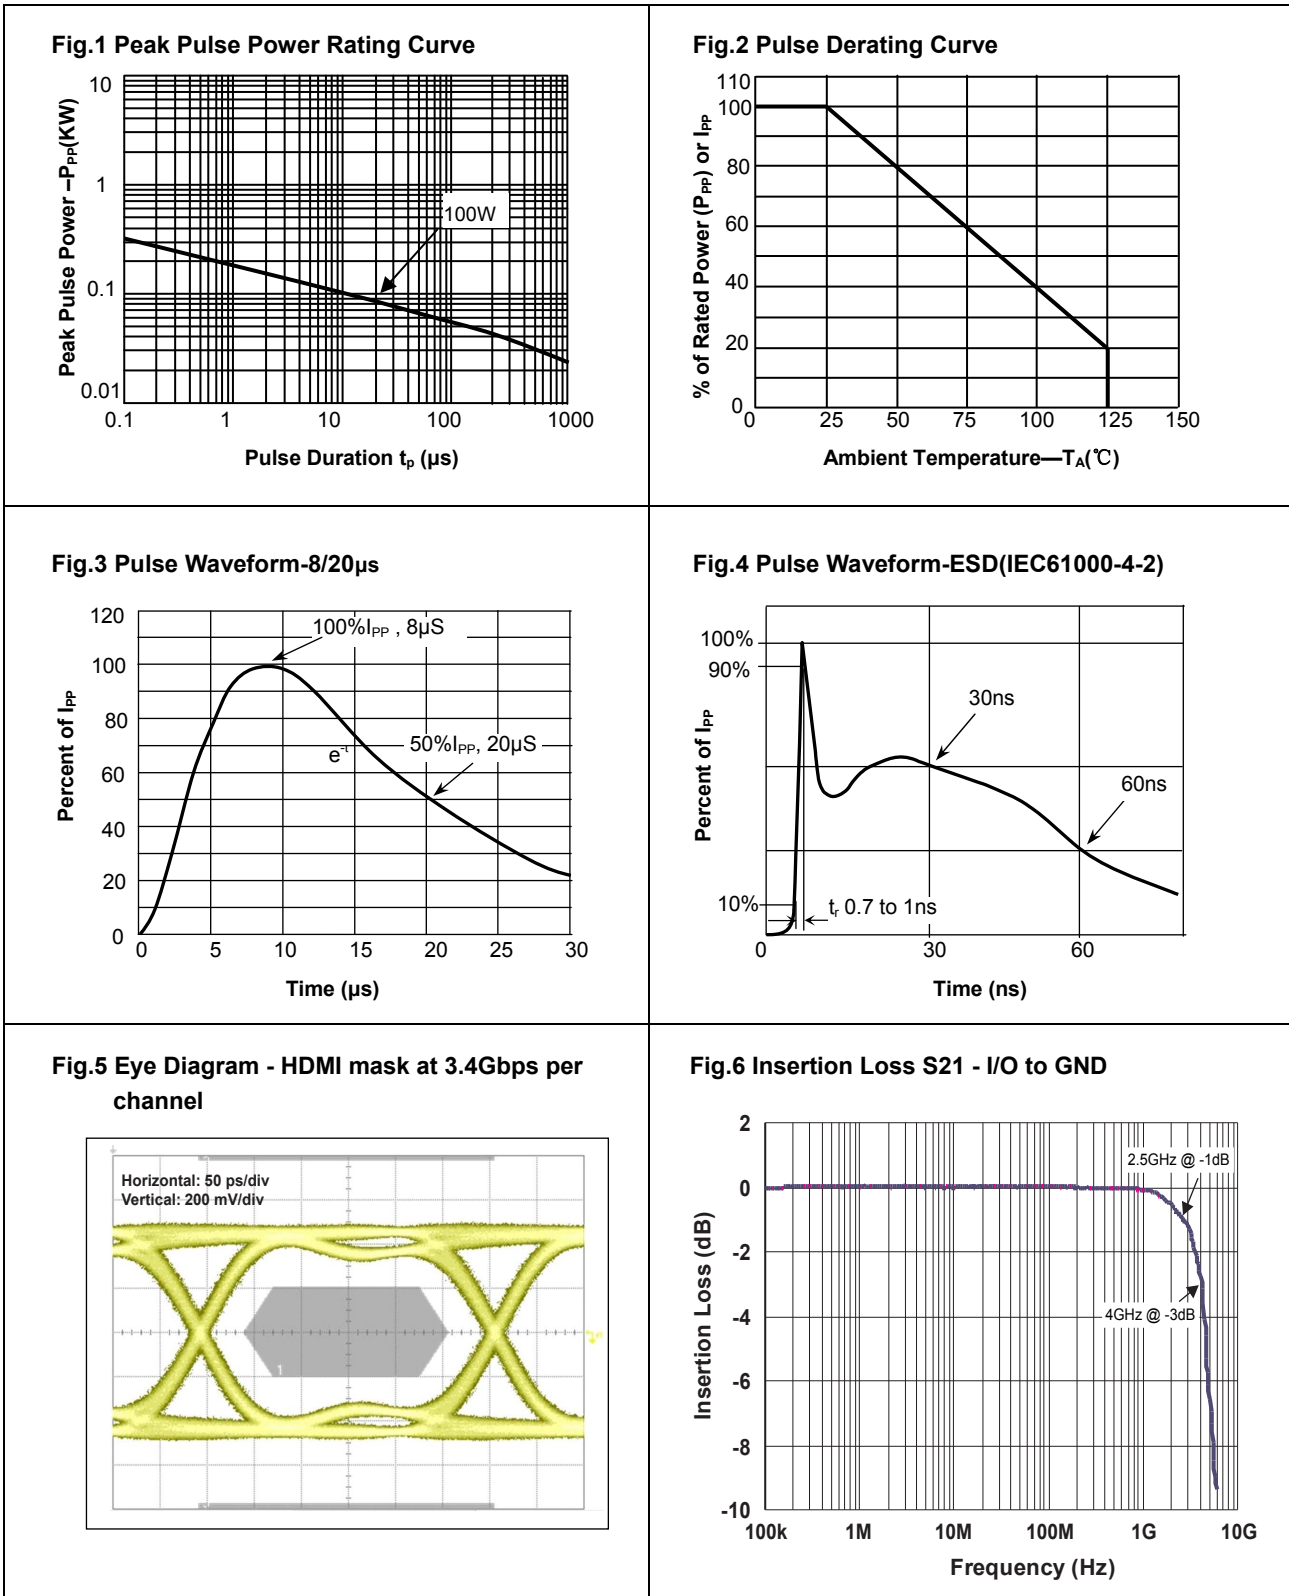 Fig.1 Peak Pulse Power Rating Curve
Peak Pulse Power –PPP(KW)
10
1
0.1
0.01
100W
0.1 1 10 100 1000
Pulse Duration tp (µs)
Fig.2 Pulse Derating Curve
% of Rated Power (PPP) or IPP
110
100
80
60
40
20
0
0 25 50 75 100 125 150
Ambient Temperature—TA(℃)
Fig.3 Pulse Waveform-8/20µs
Percent of IPP
120
100
80
60
40
20
0
100%IPP , 8µS
e-t
50%IPP, 20µS
0 5 10 15 20 25 30
Time (µs)
Fig.4 Pulse Waveform-ESD(IEC61000-4-2)
Percent of IPP
100%
90%
10%
30ns
60ns
tr 0.7 to 1ns
0 30 60
Time (ns)
Fig.5 Eye Diagram - HDMI mask at 3.4Gbps per
channel
Horizontal: 50 ps/div
Vertical: 200 mV/div
1
Fig.6 Insertion Loss S21 - I/O to GND
Insertion Loss (dB)
2
0
-2
-4
-6
-8
-10
2.5GHz @ -1dB
4GHz @ -3dB
100k 1M 10M 100M 1G 10G
Frequency (Hz)